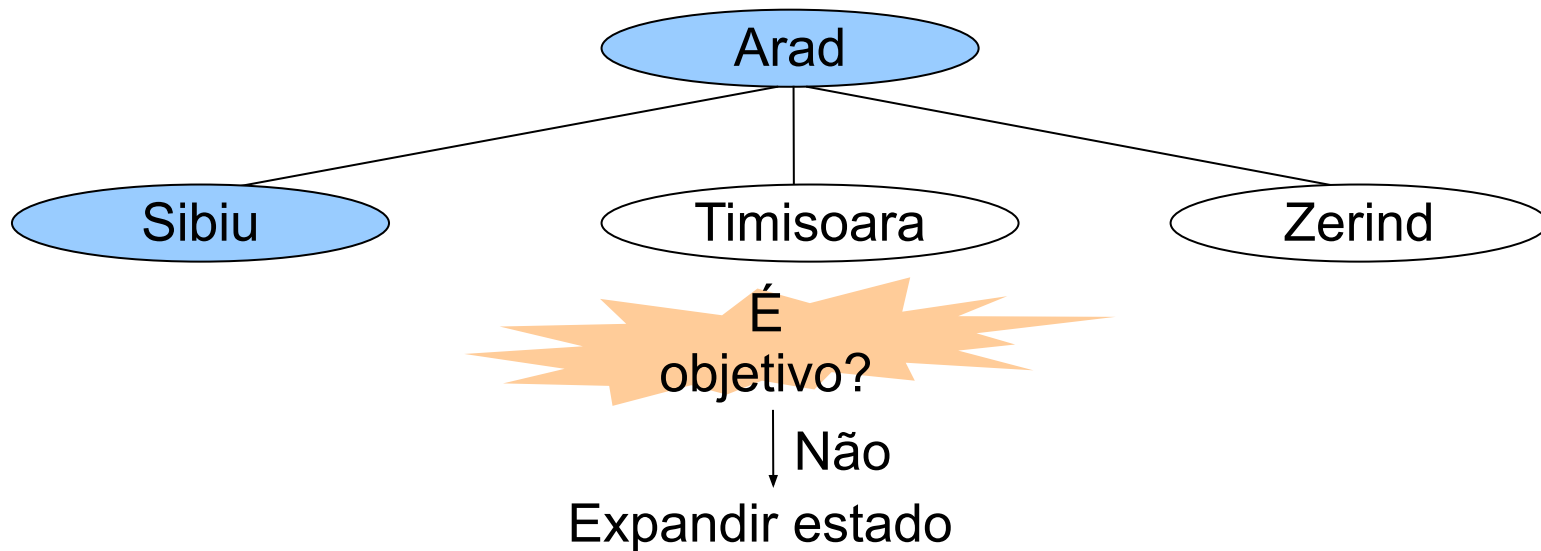 Arad
Sibiu Timisoara Zerind
É
objetivo?
Não
Expandir estado